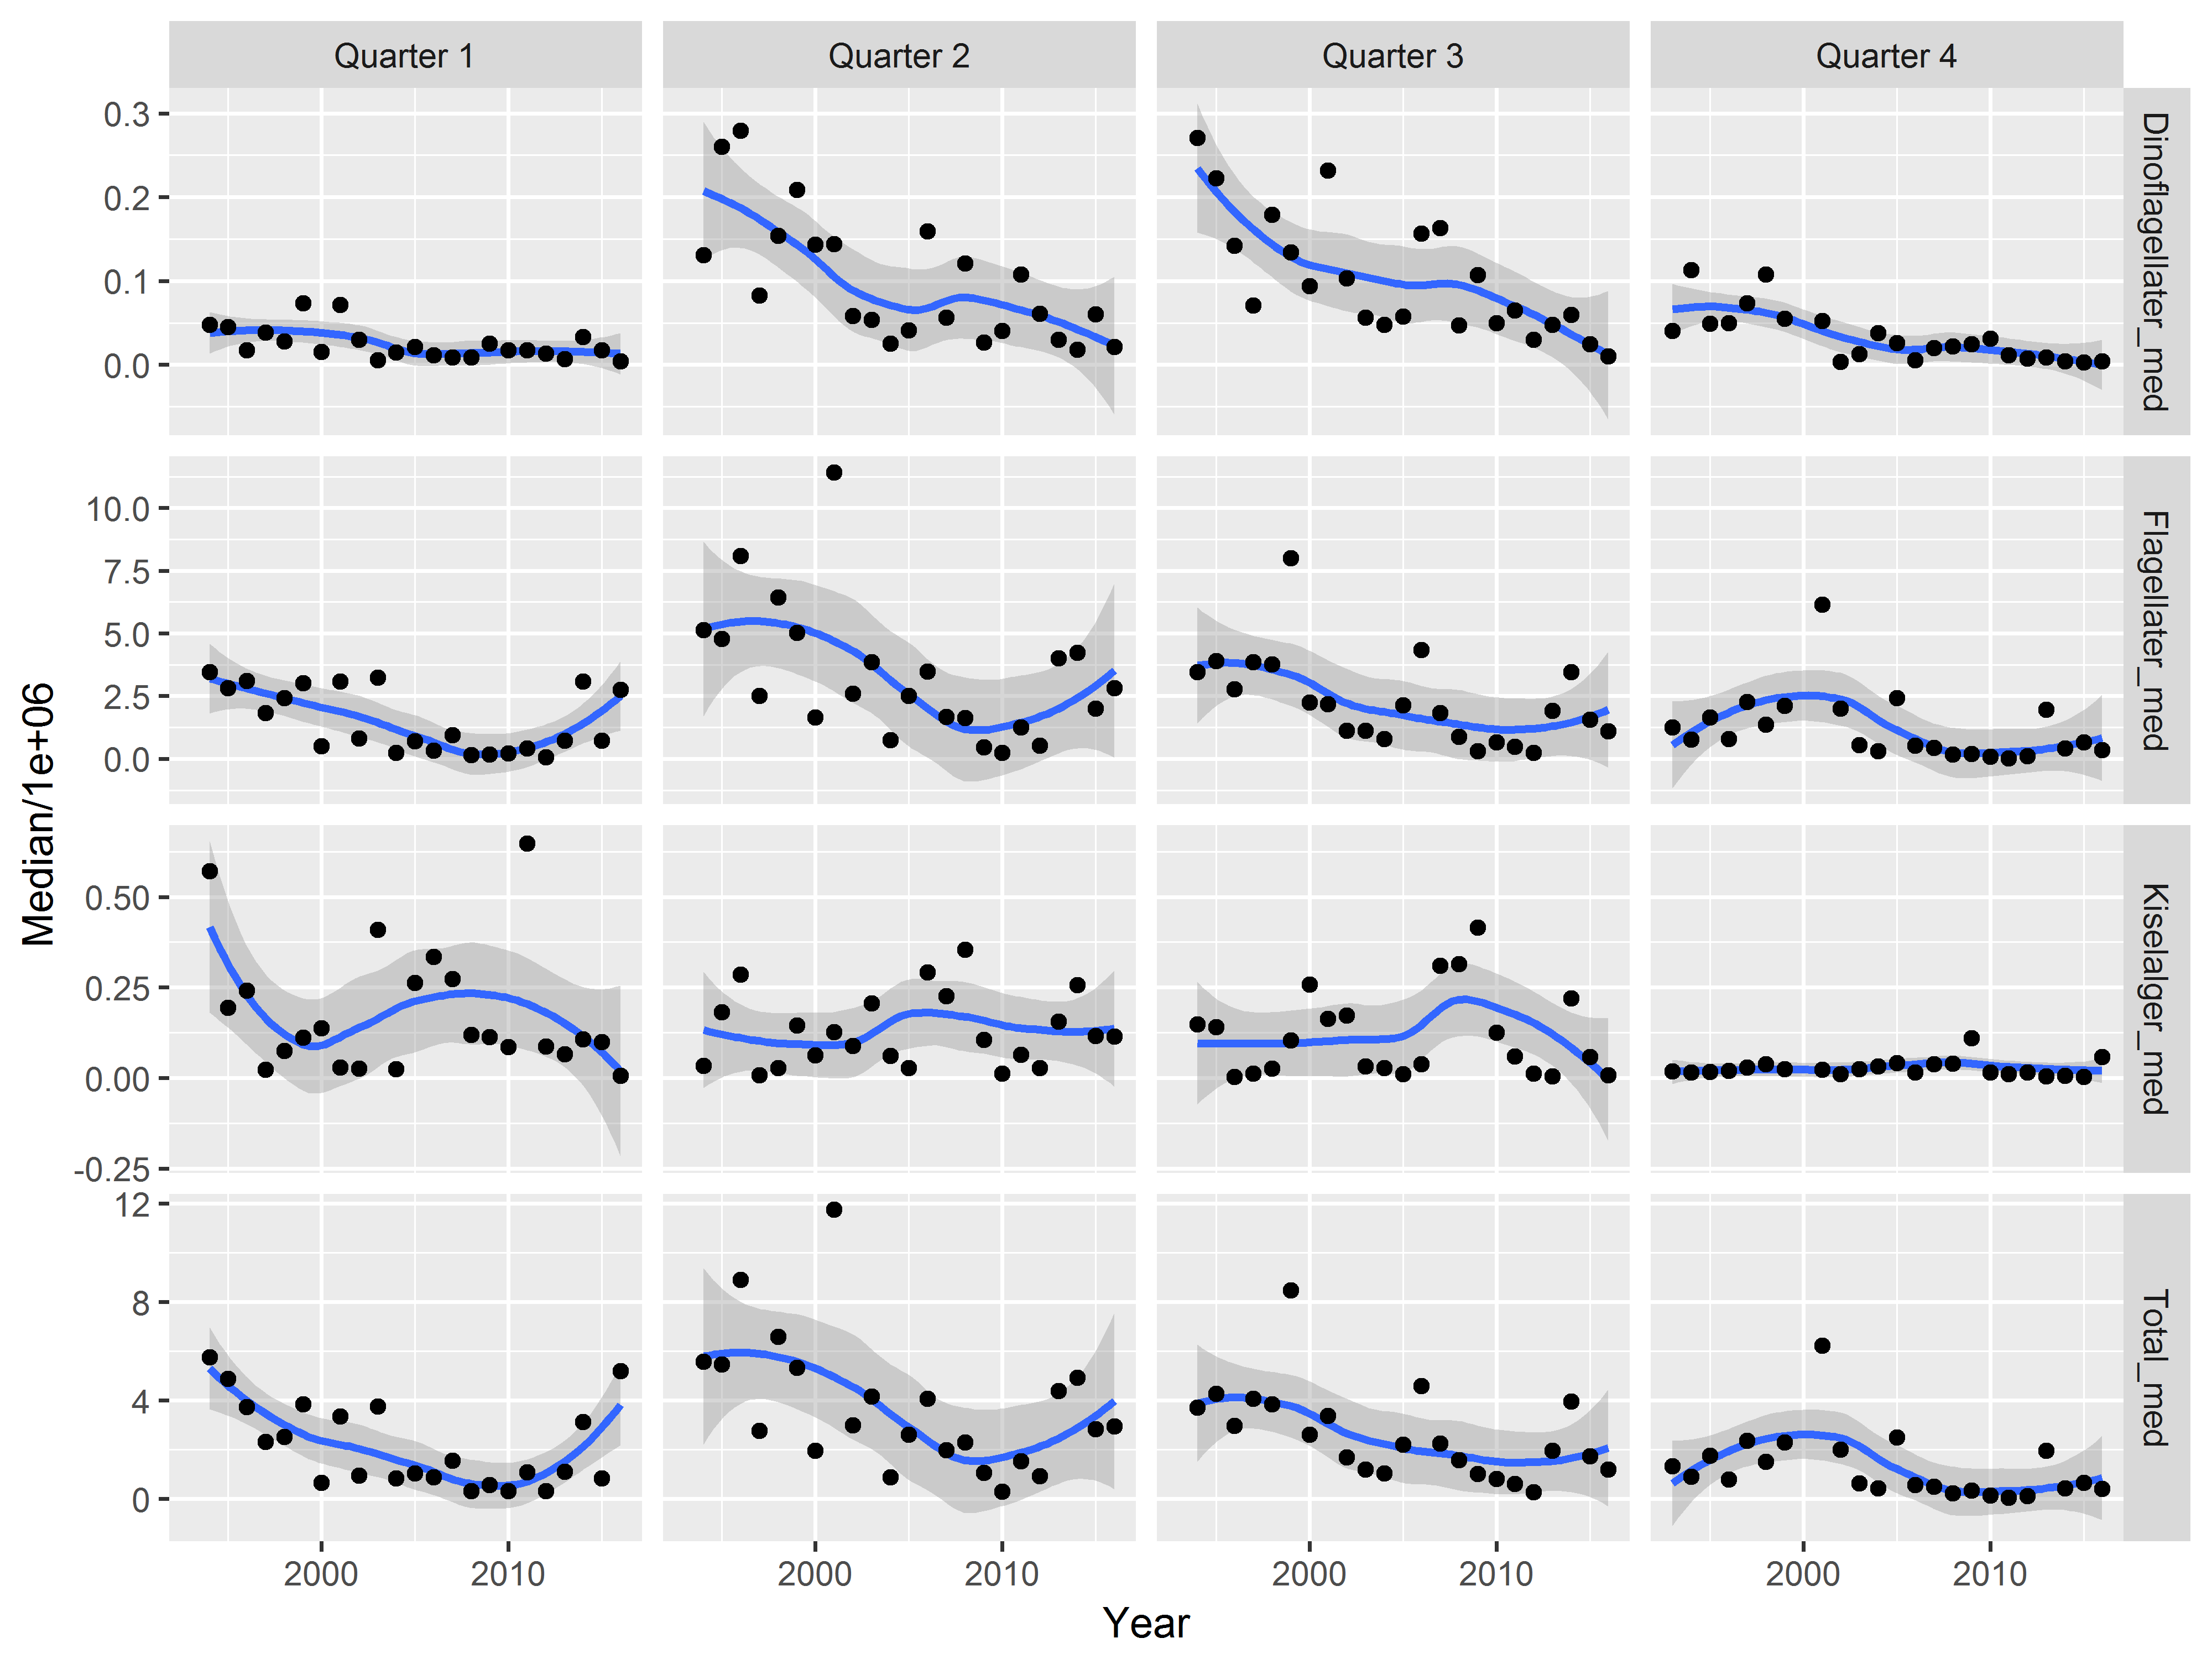 Quarter 1
Quarter 2
Quarter 3
Quarter 4
0.3
0.2
0.1
0.0
Dinoflagellater_med
10.0
7.5
5.0
2.5
0.0
Flagellater_med
0.50
0.25
0.00
-0.25
Kiselalger_med
12
8
4
0
Total_med
Median/1e+06
2000
2010
2000
2010
2000
2010
2000
2010
Year